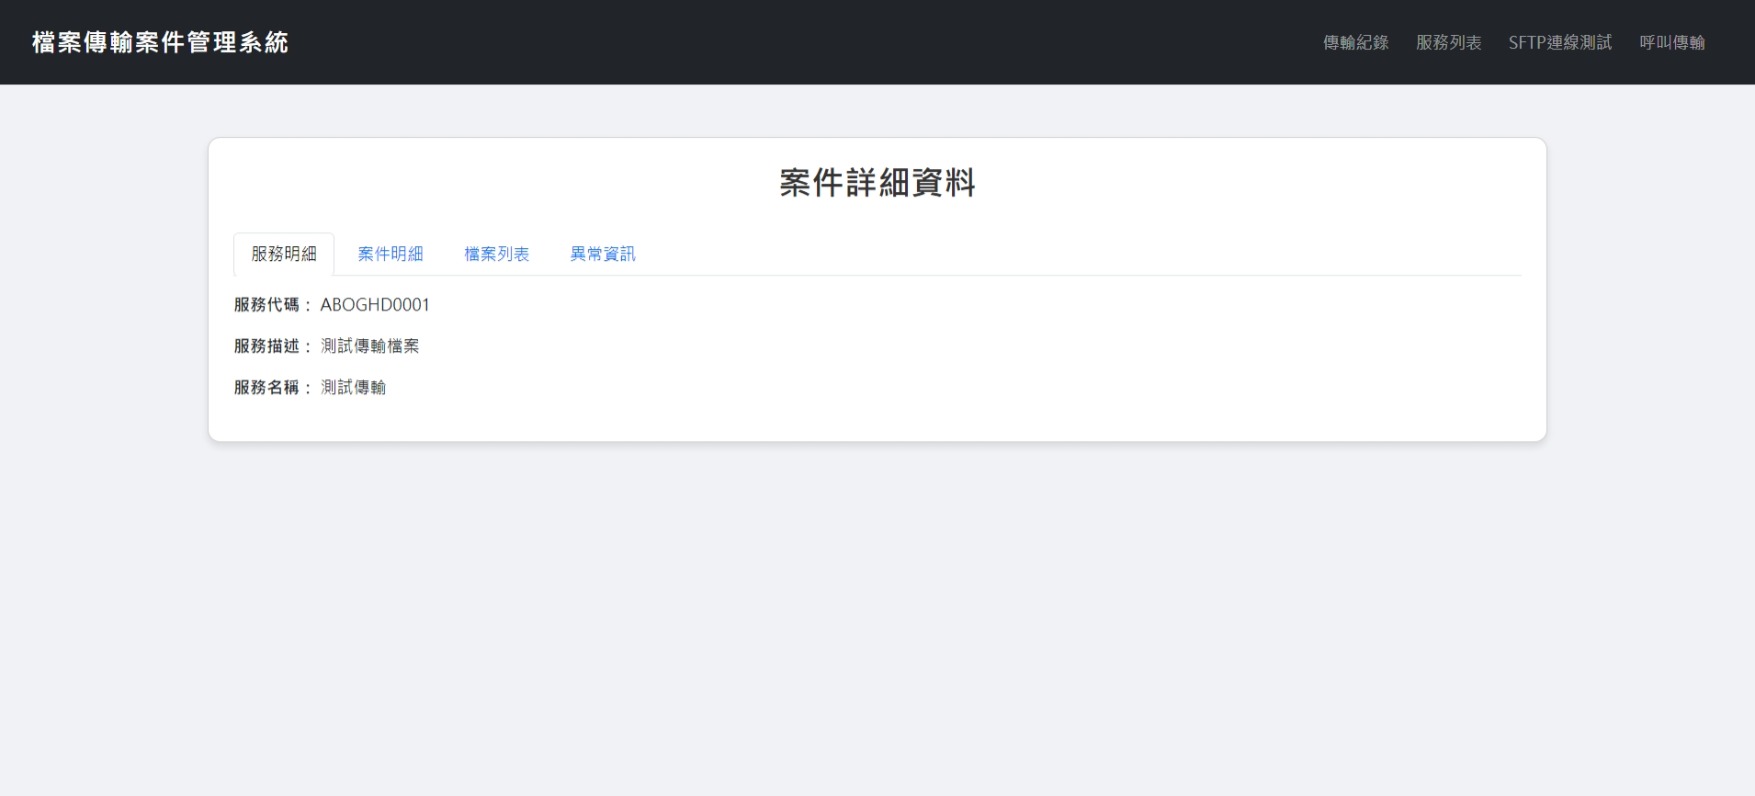 檔案傳輸案件管理系統
傳輸紀錄 服務列表 SFTP連線測試 呼叫傳輸
案件詳細資料
服務明細 案件明細 檔案列表 異常資訊
服務代碼： ABOGHD0001
服務描述： 測試傳輸檔案
服務名稱： 測試傳輸